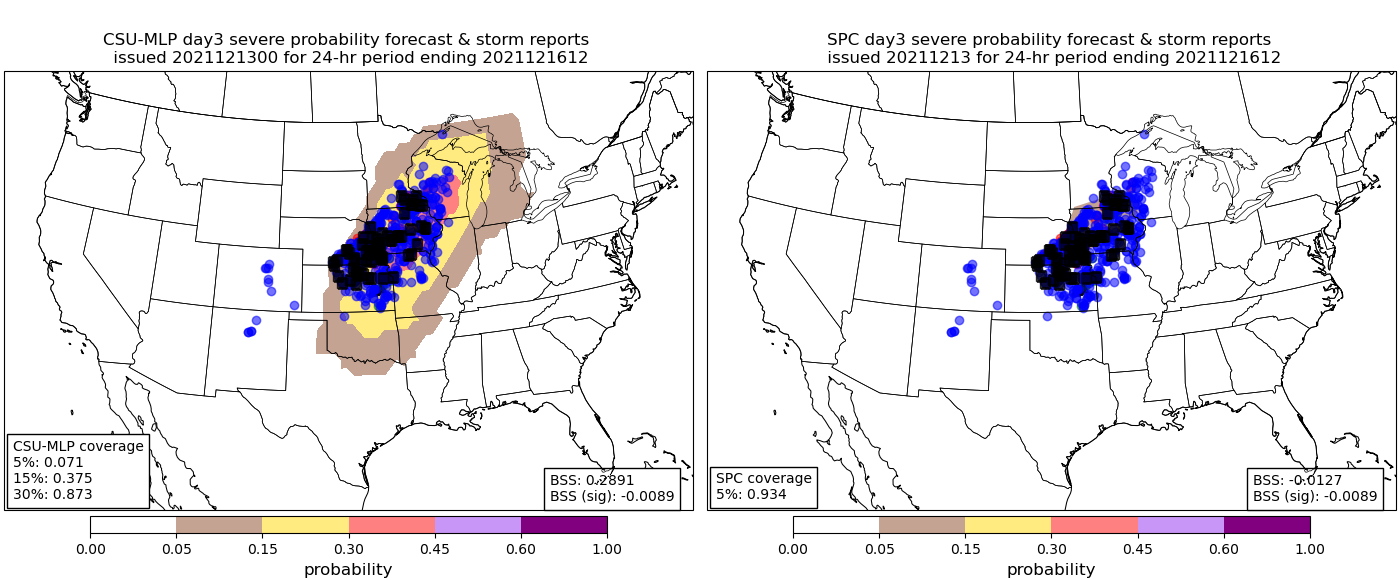 CSU-MLP day3 severe probability forecast & storm reports
issued 2021121300 for 24-hr period ending 2021121612
CSU-MLP coverage
5%: 0.071
15%: 0.375
30%: 0.873
BSS: 0.2891
BSS (sig): -0.0089
0.00 0.05 0.15 0.30 0.45 0.60 1.00
probability
SPC day3 severe probability forecast & storm reports
issued 20211213 for 24-hr period ending 2021121612
SPC coverage
5%: 0.934
BSS: -0.0127
BSS (sig): -0.0089
0.00 0.05 0.15 0.30 0.45 0.60 1.00
probability